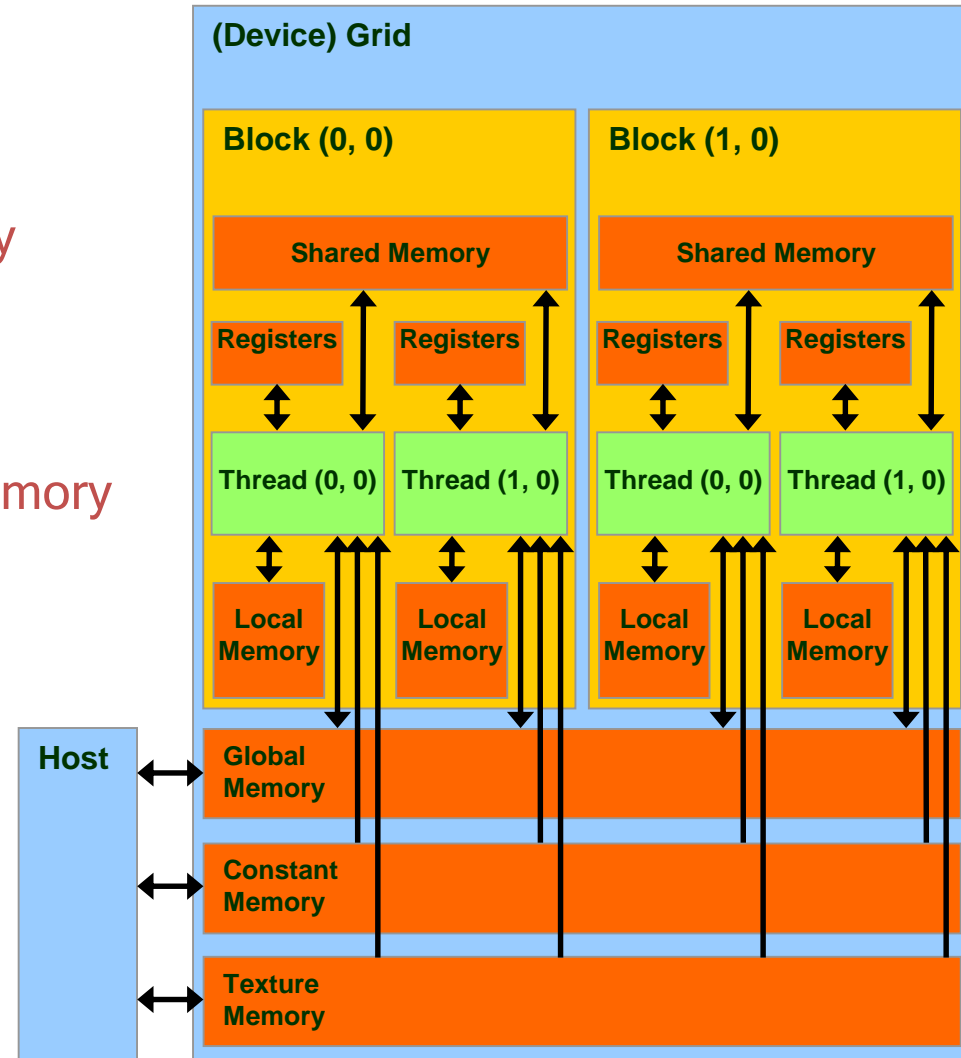 (Device) Grid
Block (0, 0)
Block (1, 0)
y
Shared Memory
Shared Memory
Registers
Registers
Registers
Registers
mory
Thread (0, 0)
Thread (1, 0)
Thread (0, 0)
Thread (1, 0)
Local
Memory
Local
Memory
Local
Memory
Local
Memory
Host
Global
Memory
Constant
Memory
Texture
Memory